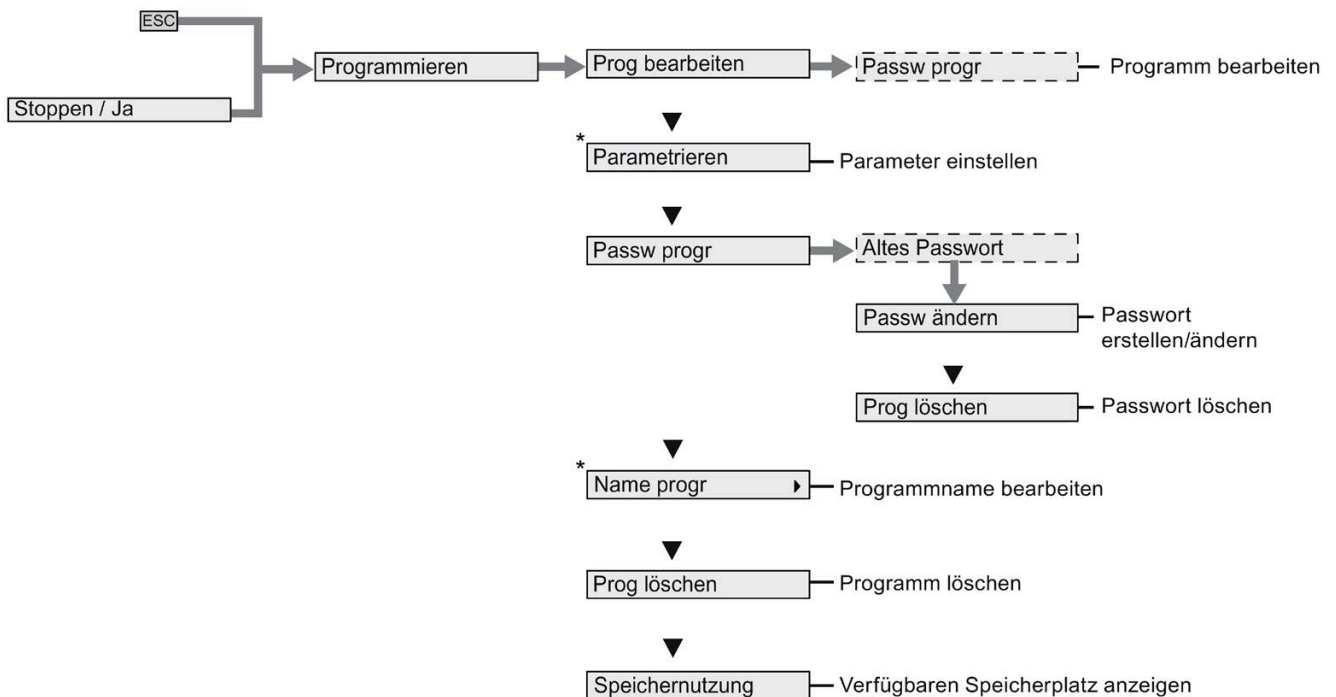 ESC
Programmieren
Prog bearbeiten
Passw progr
Programm bearbeiten
Stoppen / Ja
*
Parametrieren
Parameter einstellen
Passw progr
Altes Passwort
Passw ändern
Passwort
erstellen/ändern
Prog löschen
Passwort löschen
*
Name progr
Programmname bearbeiten
Prog löschen
Programm löschen
Speichernutzung
Verfügbaren Speicherplatz anzeigen